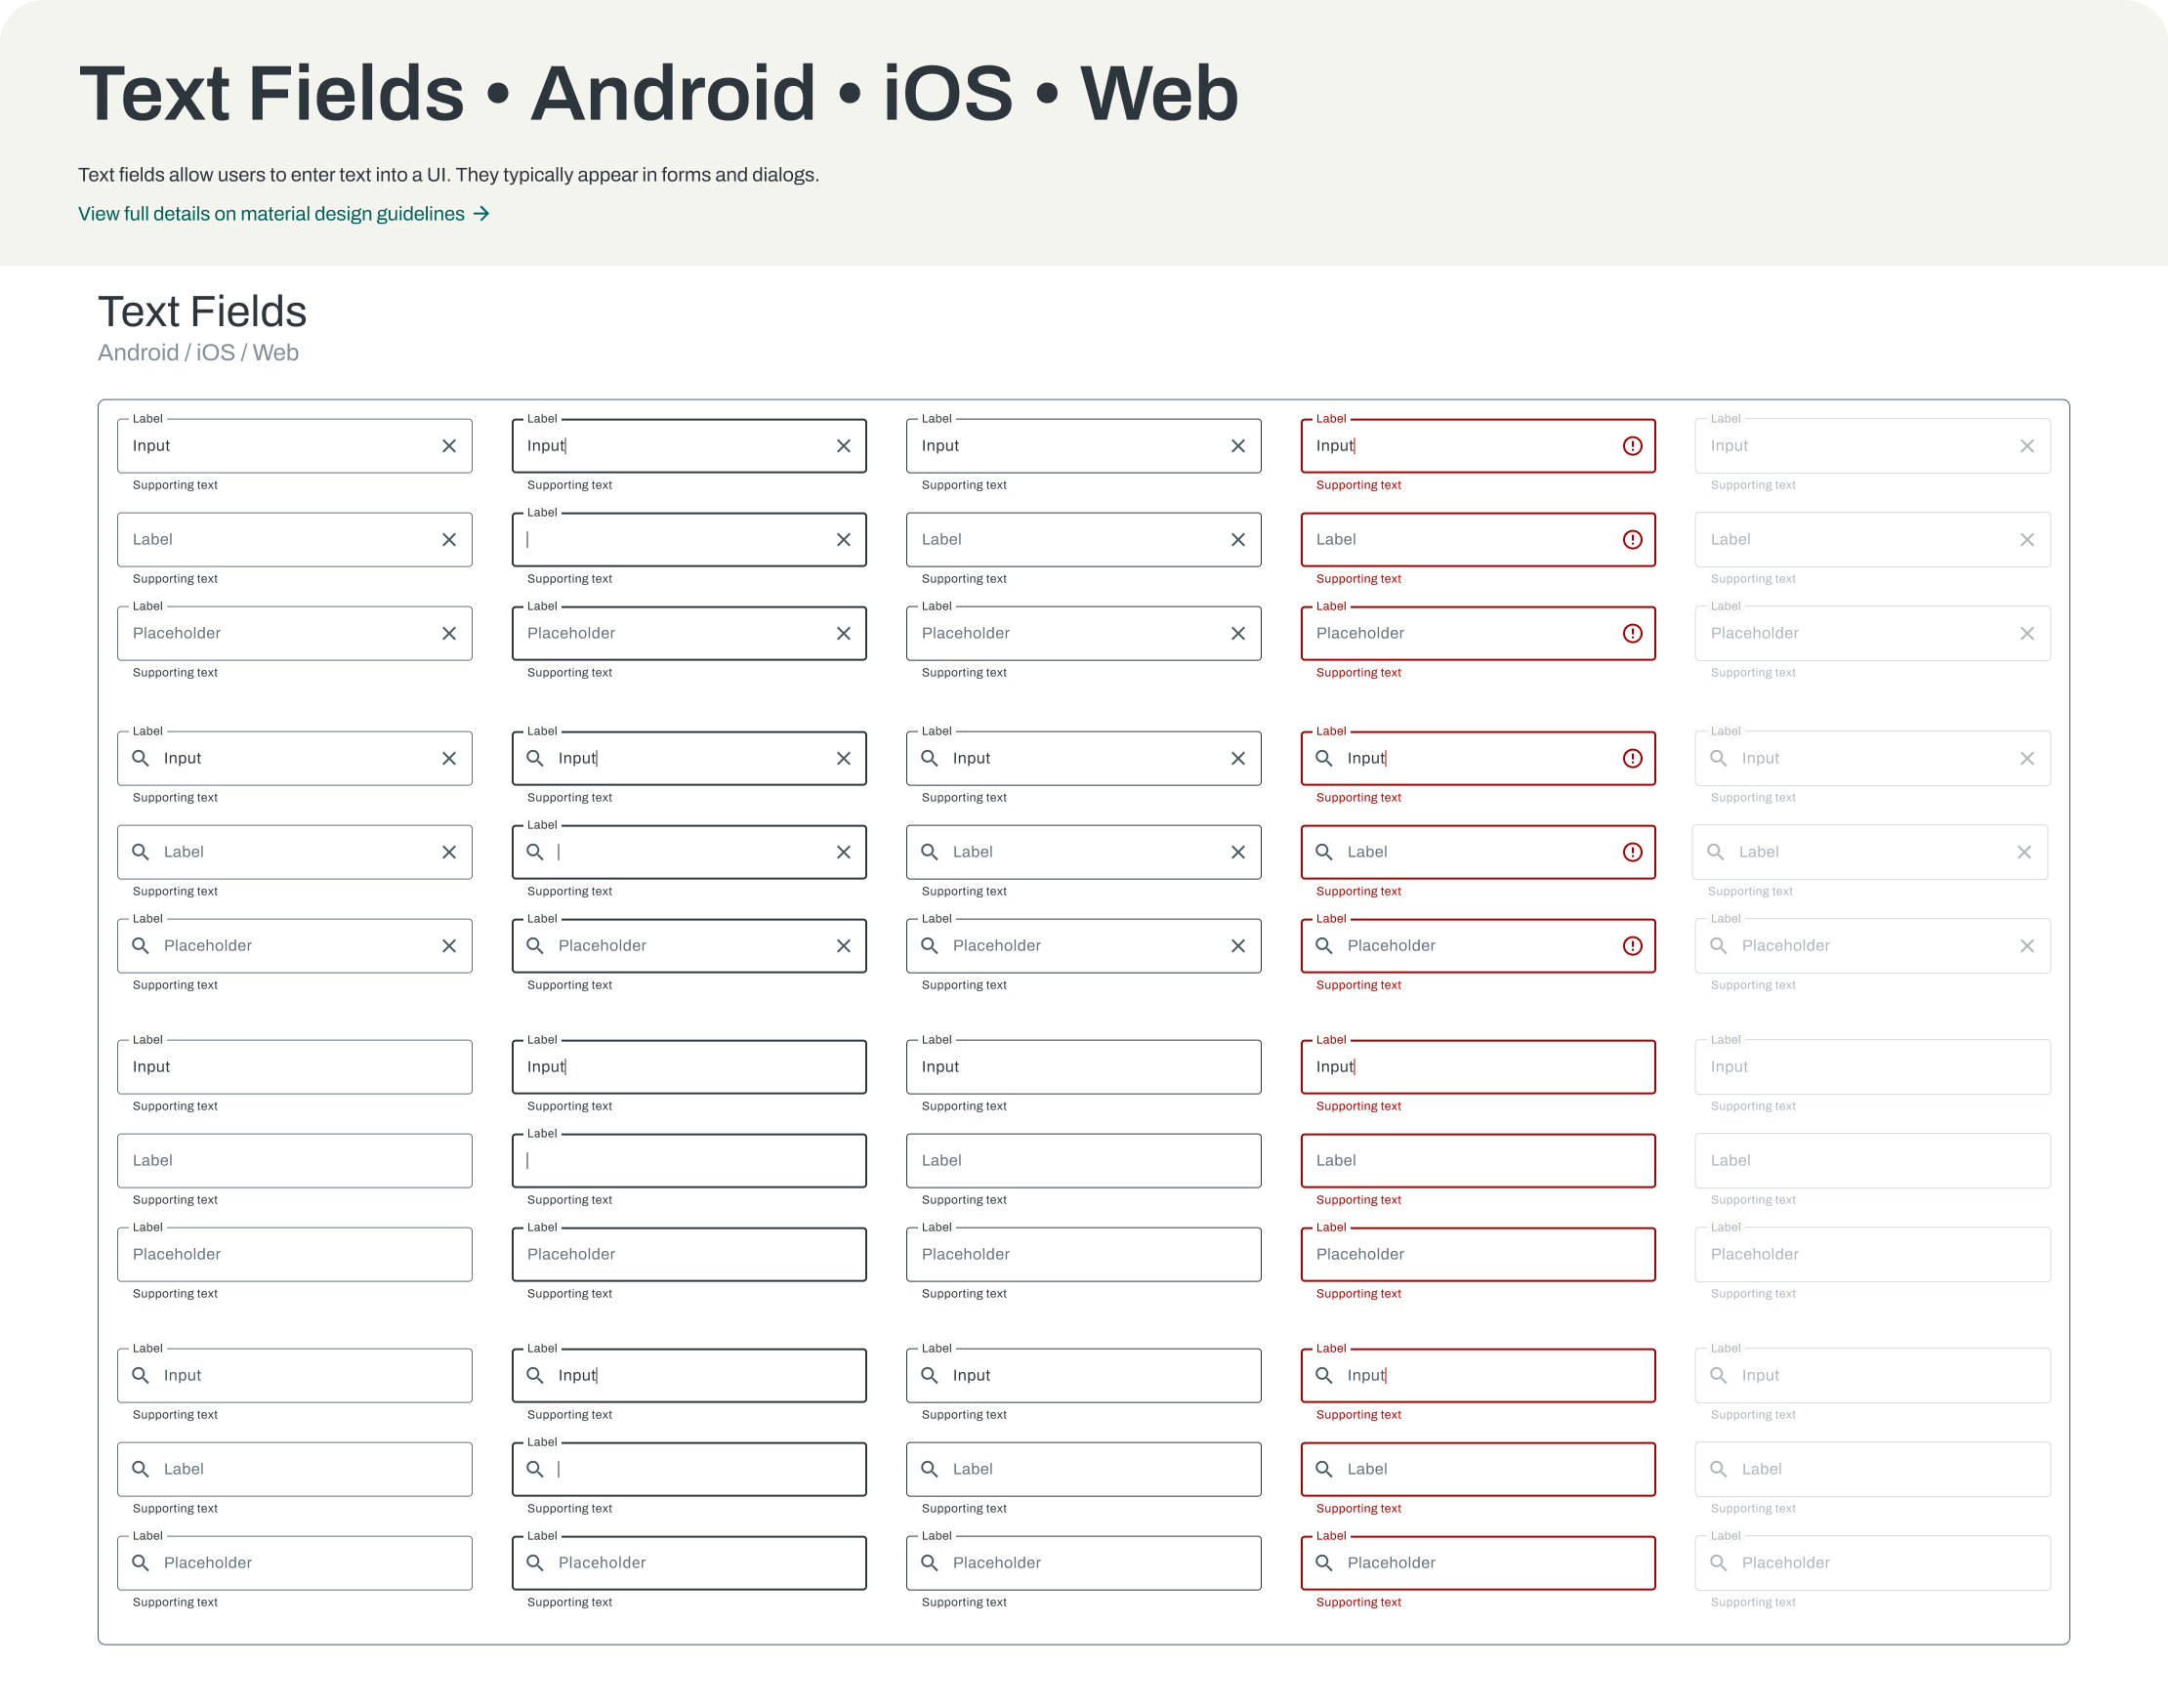 Text Fields • Android • iOS • Web
Text fields allow users to enter text into a UI. They typically appear in forms and dialogs.
View full details on material design guidelines →
Text Fields
Android / iOS / Web
Label Label Label Label Label
Input Input Input Input Input
Supporting text Supporting text Supporting text Supporting text Supporting text
Label
Label Label Label Label
Supporting text Supporting text Supporting text Supporting text Supporting text
Label Label Label Label Label
Placeholder Placeholder Placeholder Placeholder Placeholder
Supporting text Supporting text Supporting text Supporting text Supporting text
Label Label Label Label Label
Input Input Input Input Input
Supporting text Supporting text Supporting text Supporting text Supporting text
Label
Label Label Label Label
Supporting text Supporting text Supporting text Supporting text Supporting text
Label Label Label Label Label
Placeholder Placeholder Placeholder Placeholder Placeholder
Supporting text Supporting text Supporting text Supporting text Supporting text
Label Label Label Label Label
Input Input Input Input Input
Supporting text Supporting text Supporting text Supporting text Supporting text
Label
Label Label Label Label
Supporting text Supporting text Supporting text Supporting text Supporting text
Label Label Label Label Label
Placeholder Placeholder Placeholder Placeholder Placeholder
Supporting text Supporting text Supporting text Supporting text Supporting text
Label Label Label Label Label
Input Input Input Input Input
Supporting text Supporting text Supporting text Supporting text Supporting text
Label
Label Label Label Label
Supporting text Supporting text Supporting text Supporting text Supporting text
Label Label Label Label Label
Placeholder Placeholder Placeholder Placeholder Placeholder
Supporting text Supporting text Supporting text Supporting text Supporting text